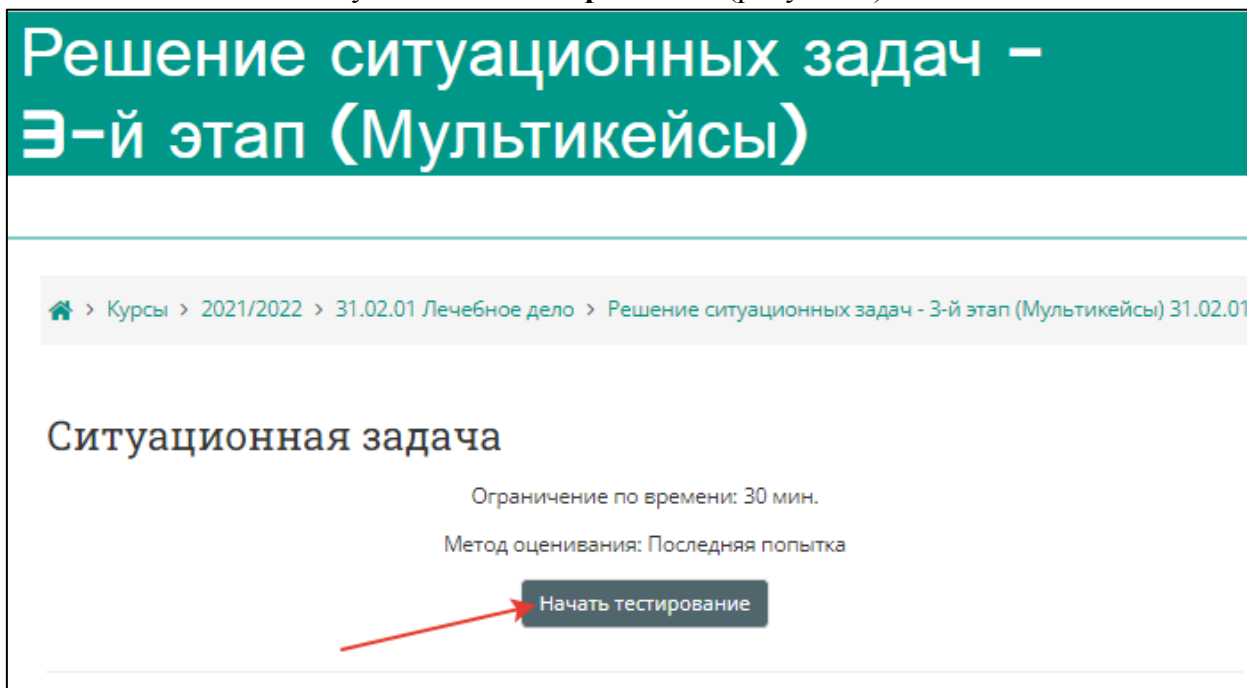 Решение ситуационных задач -
3-й этап (Мультикейсы)
> Курсы > 2021/2022 > 31.02.01 Лечебное дело > Решение ситуационных задач - 3-й этап (Мультикейсы) 31.02.01
Ситуационная задача
Ограничение по времени: 30 мин.
Метод оценивания: Последняя попытка
Начать тестирование